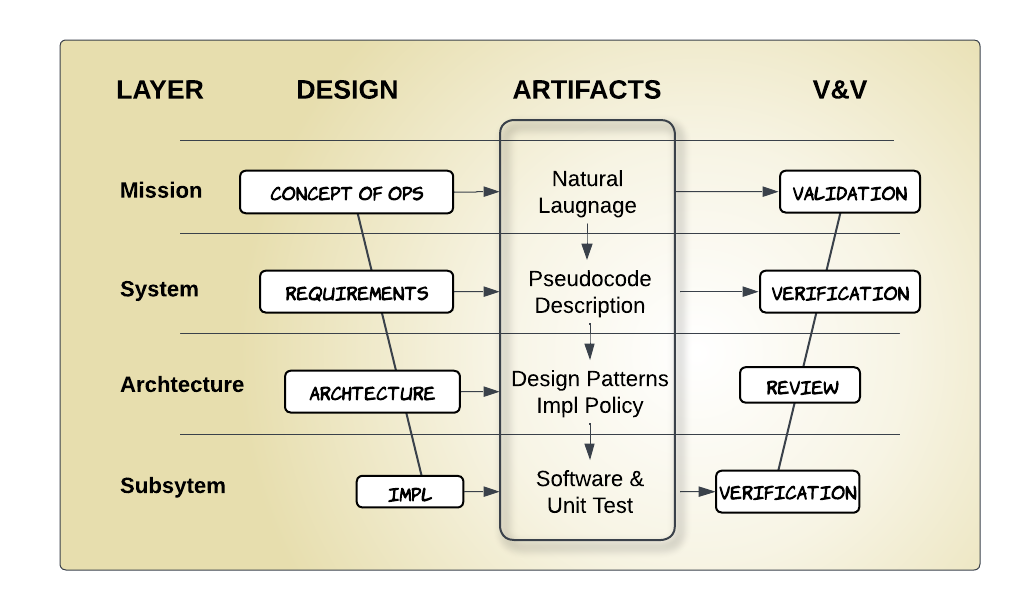 LAYER DESIGN ARTIFACTS V&V
Mission CONCEPT OF OPS Natural
Laugnage VALIDATION
System REQUIREMENTS Pseudocode
Description VERIFICATION
Archtecture ARCHTECTURE Design Patterns
Impl Policy REVIEW
Subsytem IMPL Software &
Unit Test VERIFICATION